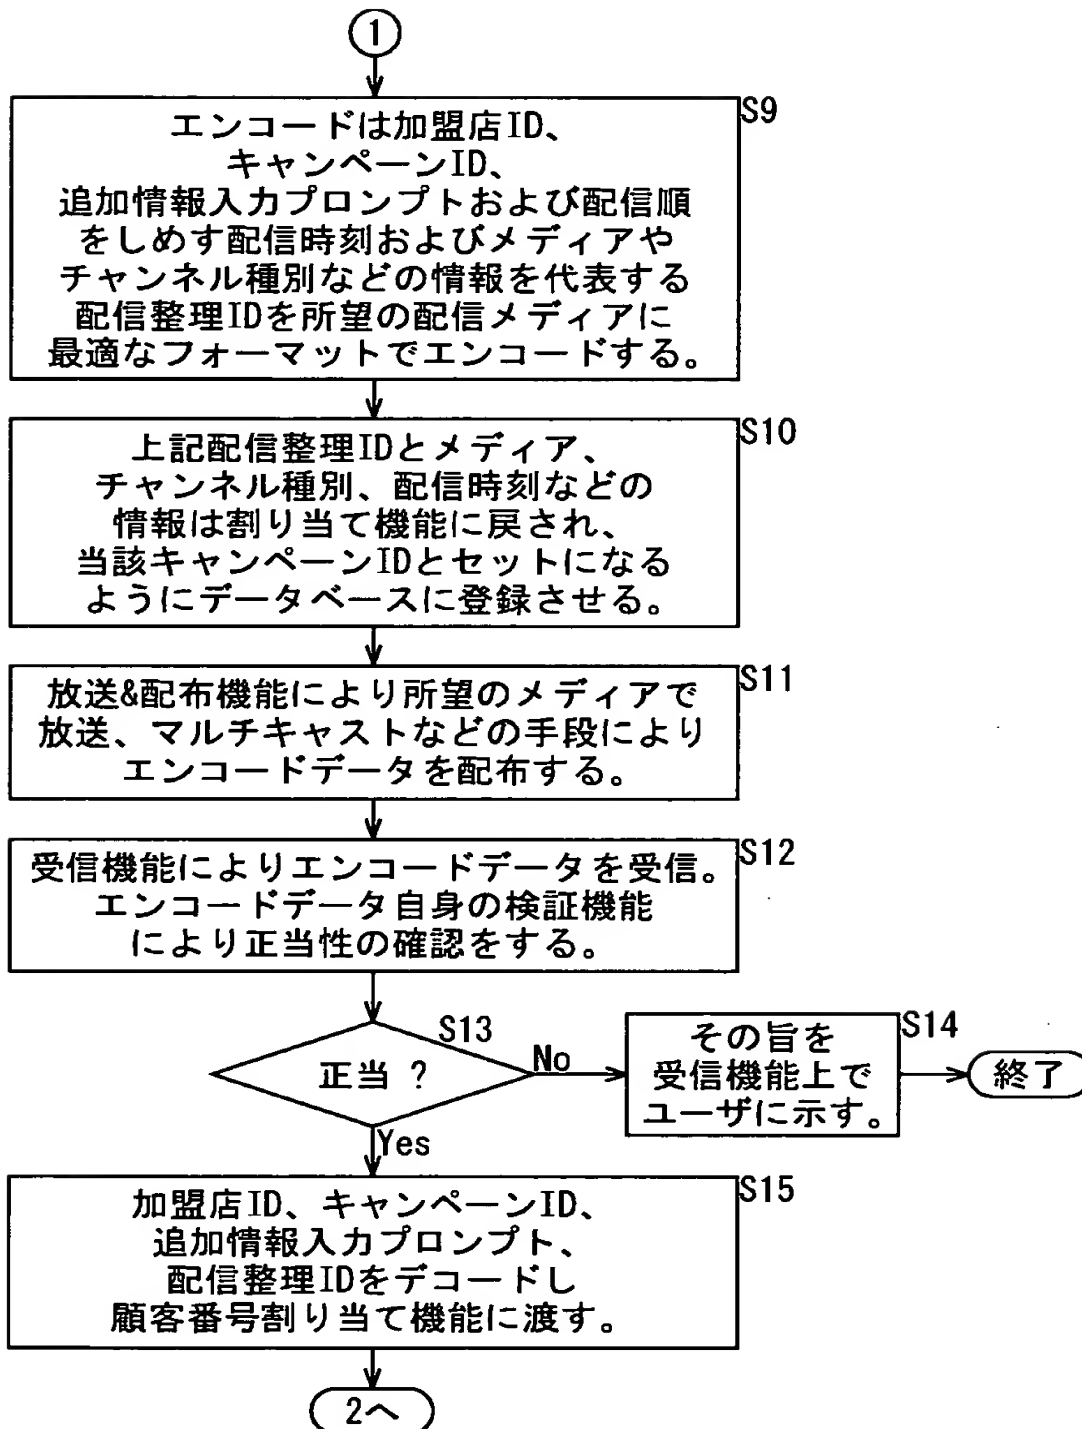 1
S9
エンコードは加盟店ID、
キャンペーンID、
追加情報入力プロンプトおよび配信順
をしめす配信時刻およびメディアや
チャンネル種別などの情報を代表する
配信整理IDを所望の配信メディアに
最適なフォーマットでエンコードする。
S10
上記配信整理IDとメディア、
チャンネル種別、配信時刻などの
情報は割り当て機能に戻され、
当該キャンペーンIDとセットになる
ようにデータベースに登録させる。
S11
放送&配布機能により所望のメディアで
放送、マルチキャストなどの手段により
エンコードデータを配布する。
S12
受信機能によりエンコードデータを受信。
エンコードデータ自身の検証機能
により正当性の確認をする。
S13
正当?
No
S14
その旨を
受信機能上で
ユーザに示す。
終了
Yes
S15
加盟店ID、キャンペーンID、
追加情報入力プロンプト、
配信整理IDをデコードし
顧客番号割り当て機能に渡す。
2へ